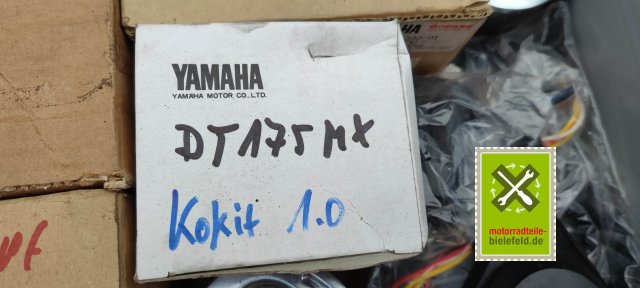 YAMAHA
YAMAHA MOTOR CO., LTD.
DT175MX
Kokit 1.0
motorradteile-
bielefeld.de